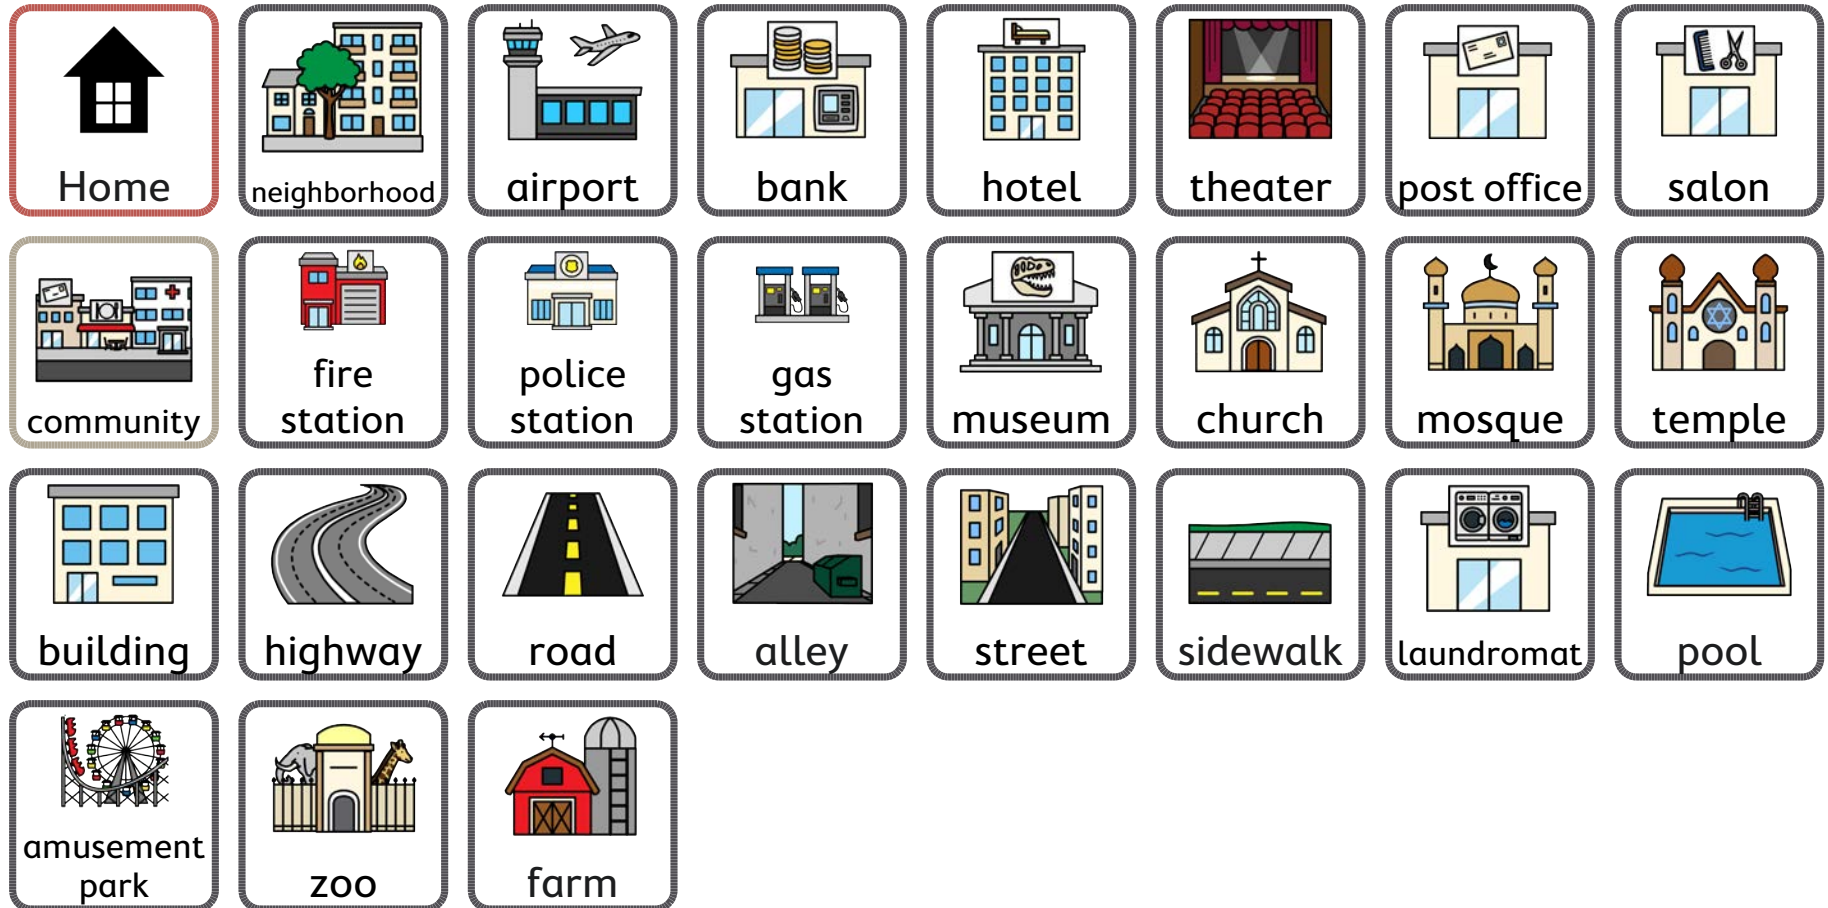 Home
neighborhood
airport
bank
hotel
theater
post office
salon
community
fire
station
police
station
gas
station
museum
church
mosque
temple
building
highway
road
alley
street
sidewalk
laundromat
pool
amusement
park
zoo
farm